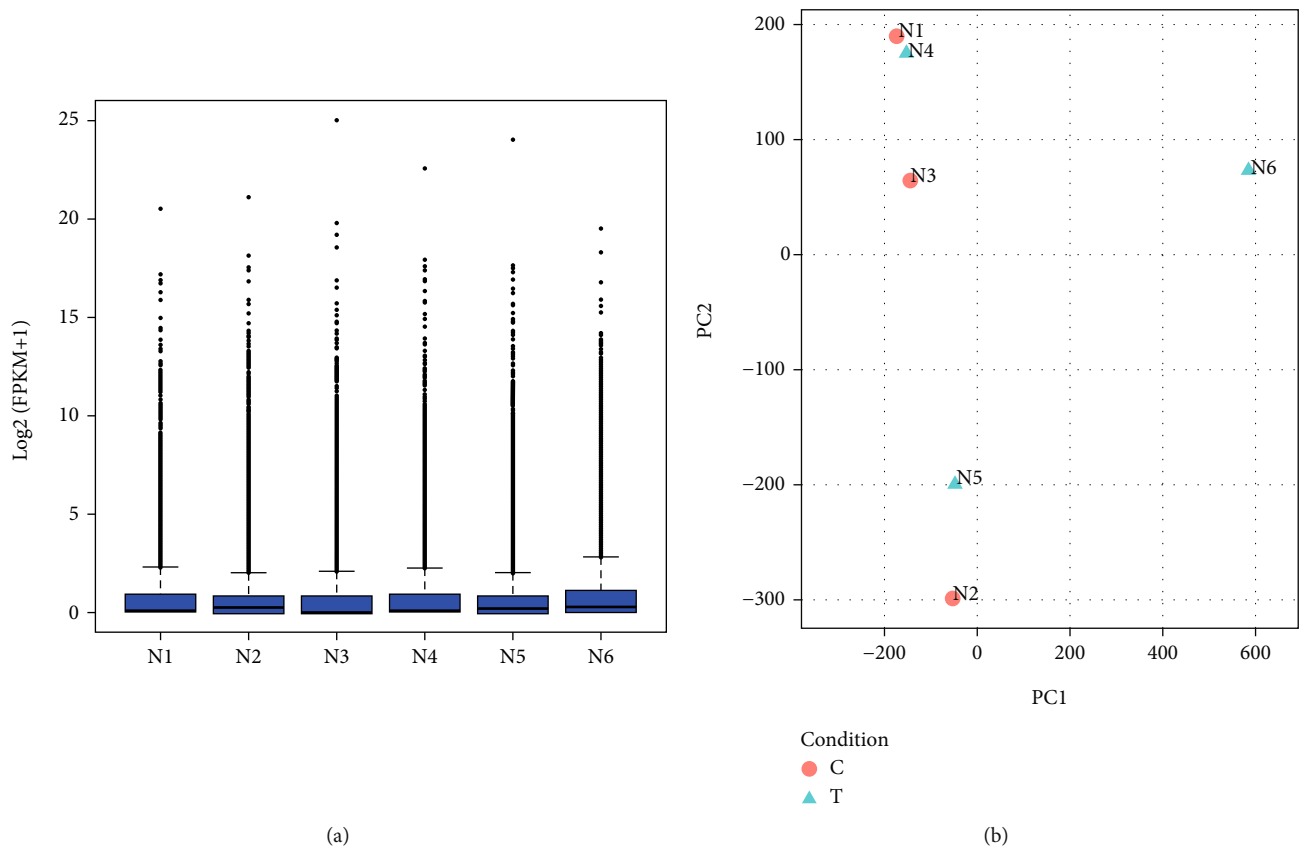 25
20
15
10
5
0
Log2 (FPKM+1)
N1 N2 N3 N4 N5 N6
(a)
200
100
0
−100
−200
−300
PC2
N1
N4
N3
N6
N5
N2
−200 0 200 400 600
PC1
Condition
C
T
(b)